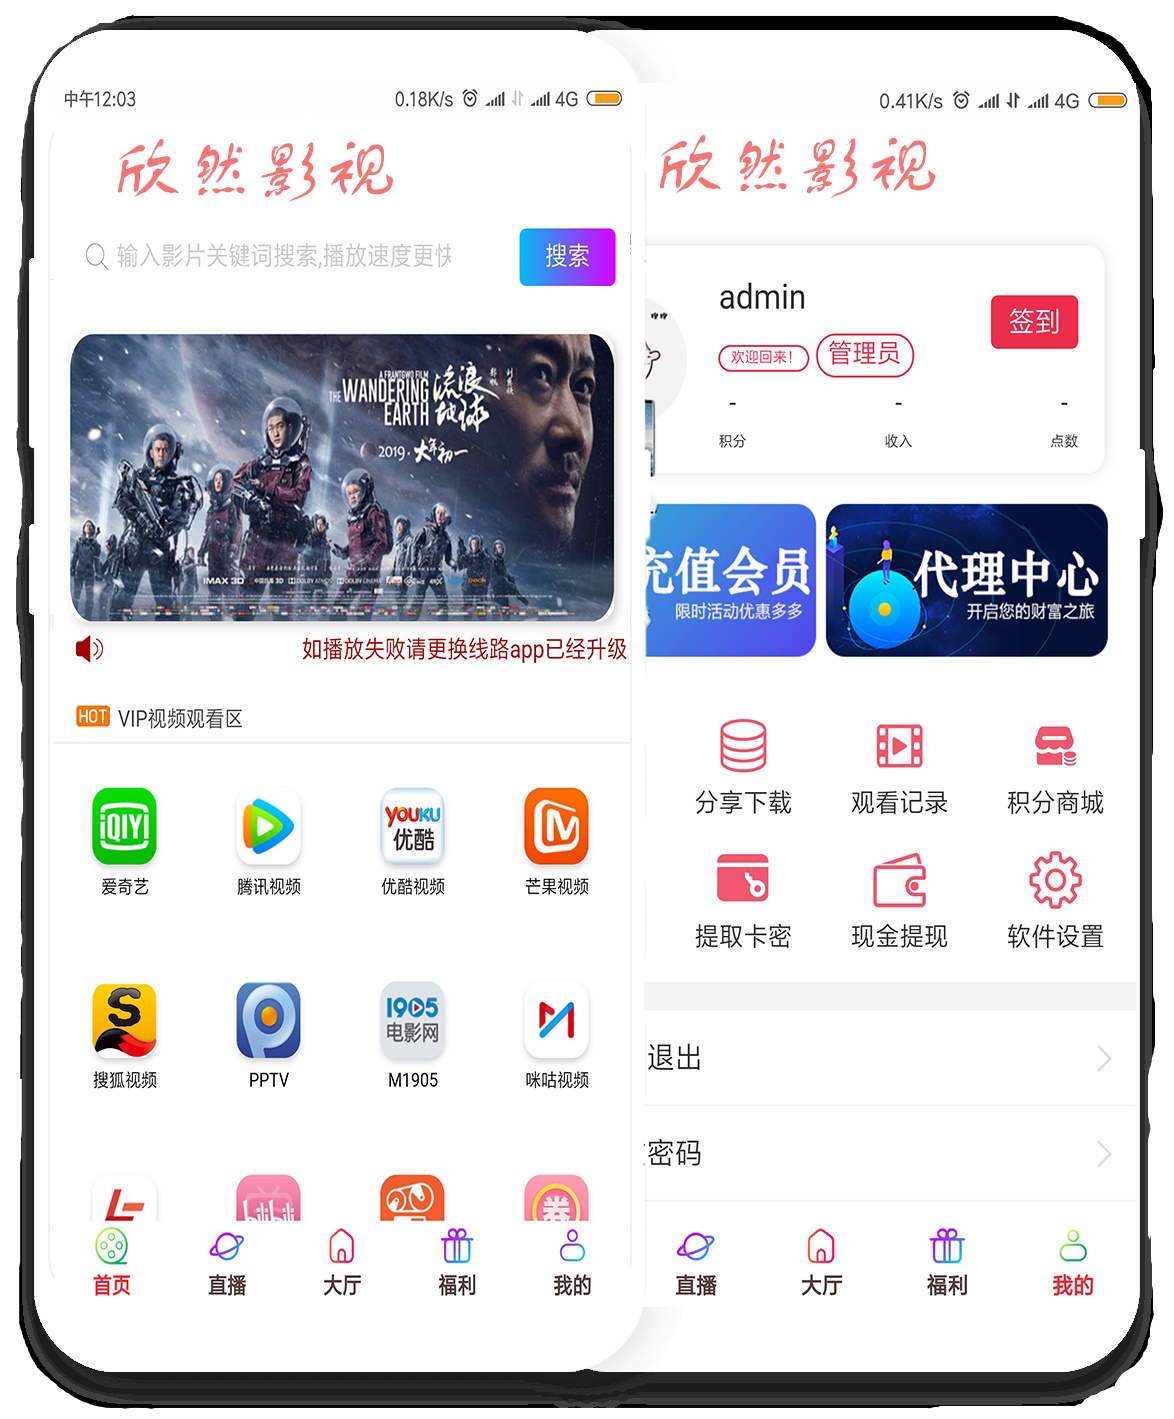 中午12:03
0.18K/s
4G
欣然影视
输入影片关键词搜索,播放速度更快
搜索
A FRANTGWO FILM
THE WANDERING EARTH
流浪地球
2019·大年初一
IMAX 3D
如播放失败请更换线路app已经升级
HOT VIP视频观看区
iQIYI
YOUKU
优酷
爱奇艺
腾讯视频
优酷视频
芒果视频
S
1905
电影网
搜狐视频
PPTV
M1905
咪咕视频
bilibili
券
首页
直播
大厅
福利
我的
0.41K/s
4G
欣然影视
admin
签到
欢迎回来!
管理员
-
-
-
积分
收入
点数
充值会员
限时活动优惠多多
代理中心
开启您的财富之旅
分享下载
观看记录
积分商城
提取卡密
现金提现
软件设置
退出
密码
直播
大厅
福利
我的